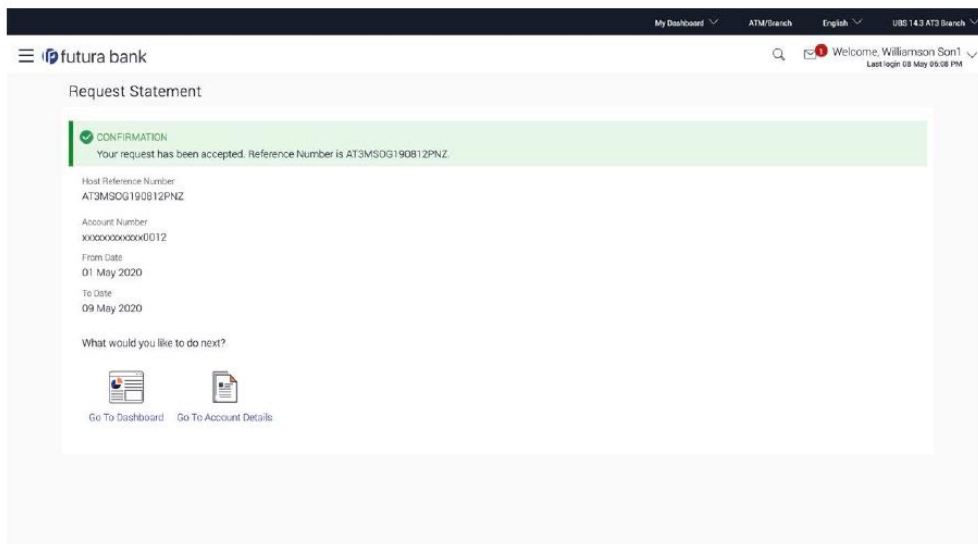 My Dashboard ATM/Branch English UBS 14.3 AT3 Branch
futura bank
1 Welcome, Williamson Son1
Last login 08 May 06:08 PM
Request Statement
CONFIRMATION
Your request has been accepted. Reference Number is AT3MSOG190812PNZ.
Host Reference Number
AT3MSOG190812PNZ
Account Number
xxxxxxxxxxxx0012
From Date
01 May 2020
To Date
09 May 2020
What would you like to do next?
Go To Dashboard Go To Account Details